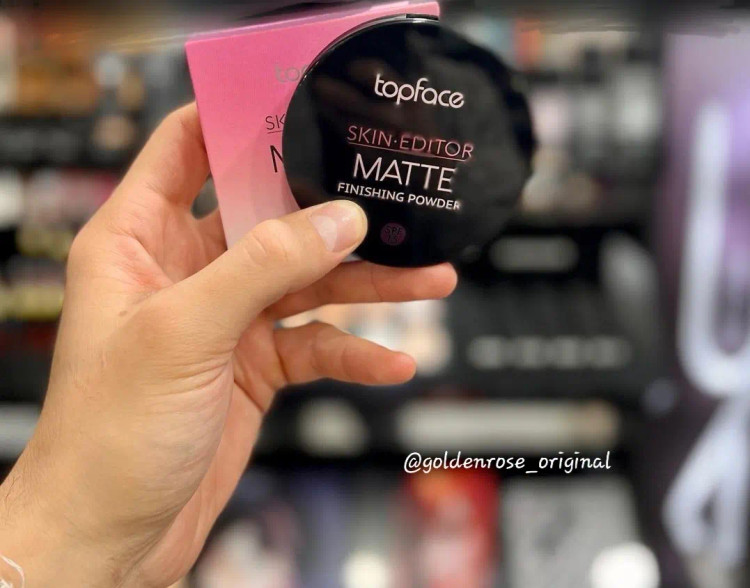 topface
SKIN·EDITOR
MATTE
FINISHING POWDER
@goldenrose_original